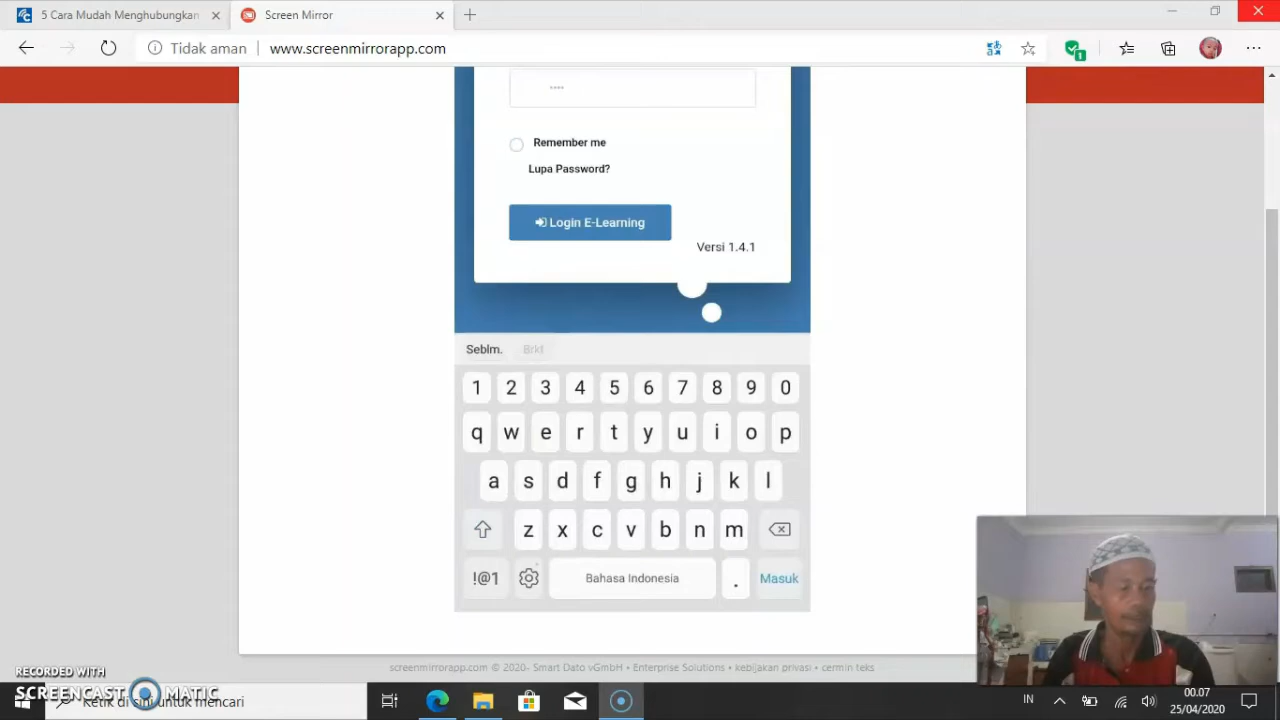 5 Cara Mudah Menghubungkan
Screen Mirror
Tidak aman
www.screenmirrorapp.com
1
Remember me
Lupa Password?
Login E-Learning
Versi 1.4.1
Seblm.
Brkt
1 2 3 4 5 6 7 8 9 0
q w e r t y u i o p
a s d f g h j k l
z x c v b n m
!@1
Bahasa Indonesia
.
Masuk
screenmirrorapp.com © 2020- Smart Dato vGmbH • Enterprise Solutions • kebijakan privasi • cermin teks
RECORDED WITH
SCREENCAST MATIC
Ketik di sini untuk mencari
IN
00.07
25/04/2020